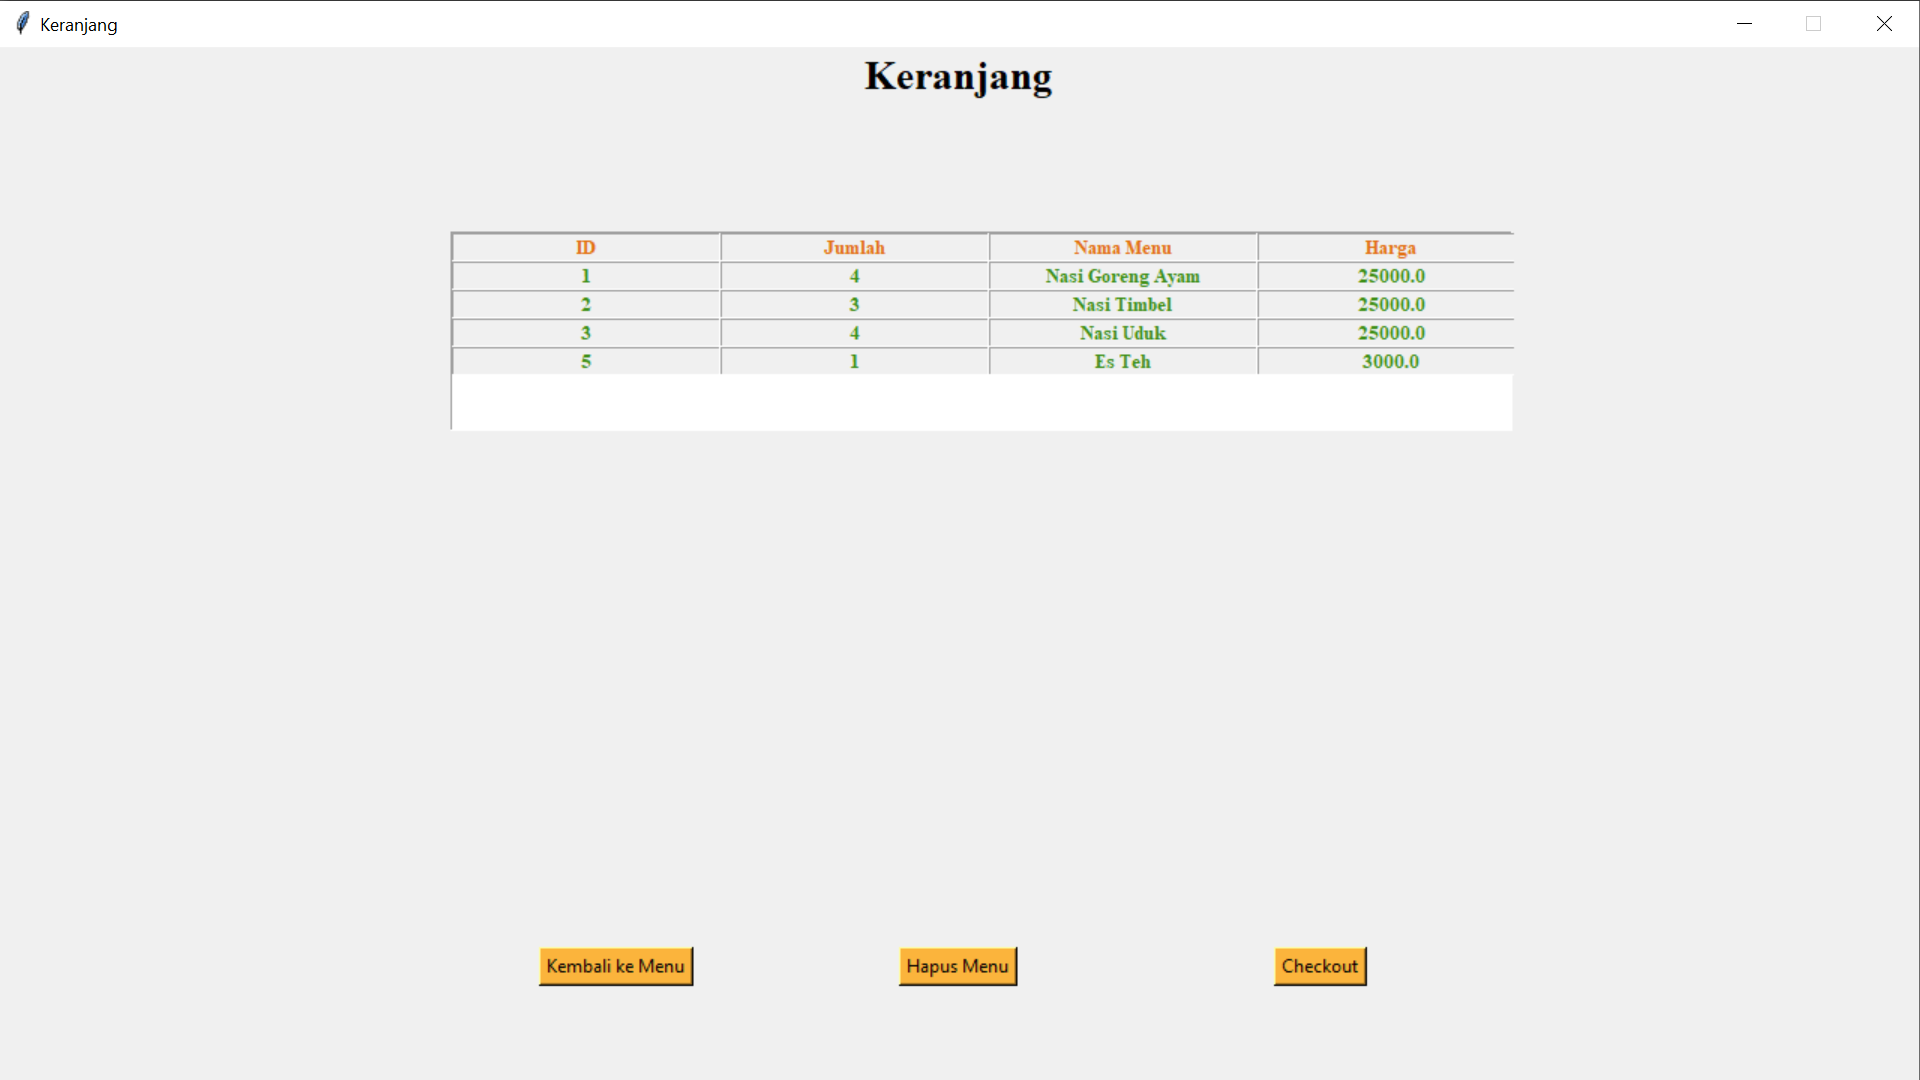 Keranjang
Keranjang
ID Jumlah Nama Menu Harga
1 4 Nasi Goreng Ayam 25000.0
2 3 Nasi Timbel 25000.0
3 4 Nasi Uduk 25000.0
5 1 Es Teh 3000.0
Kembali ke Menu Hapus Menu Checkout